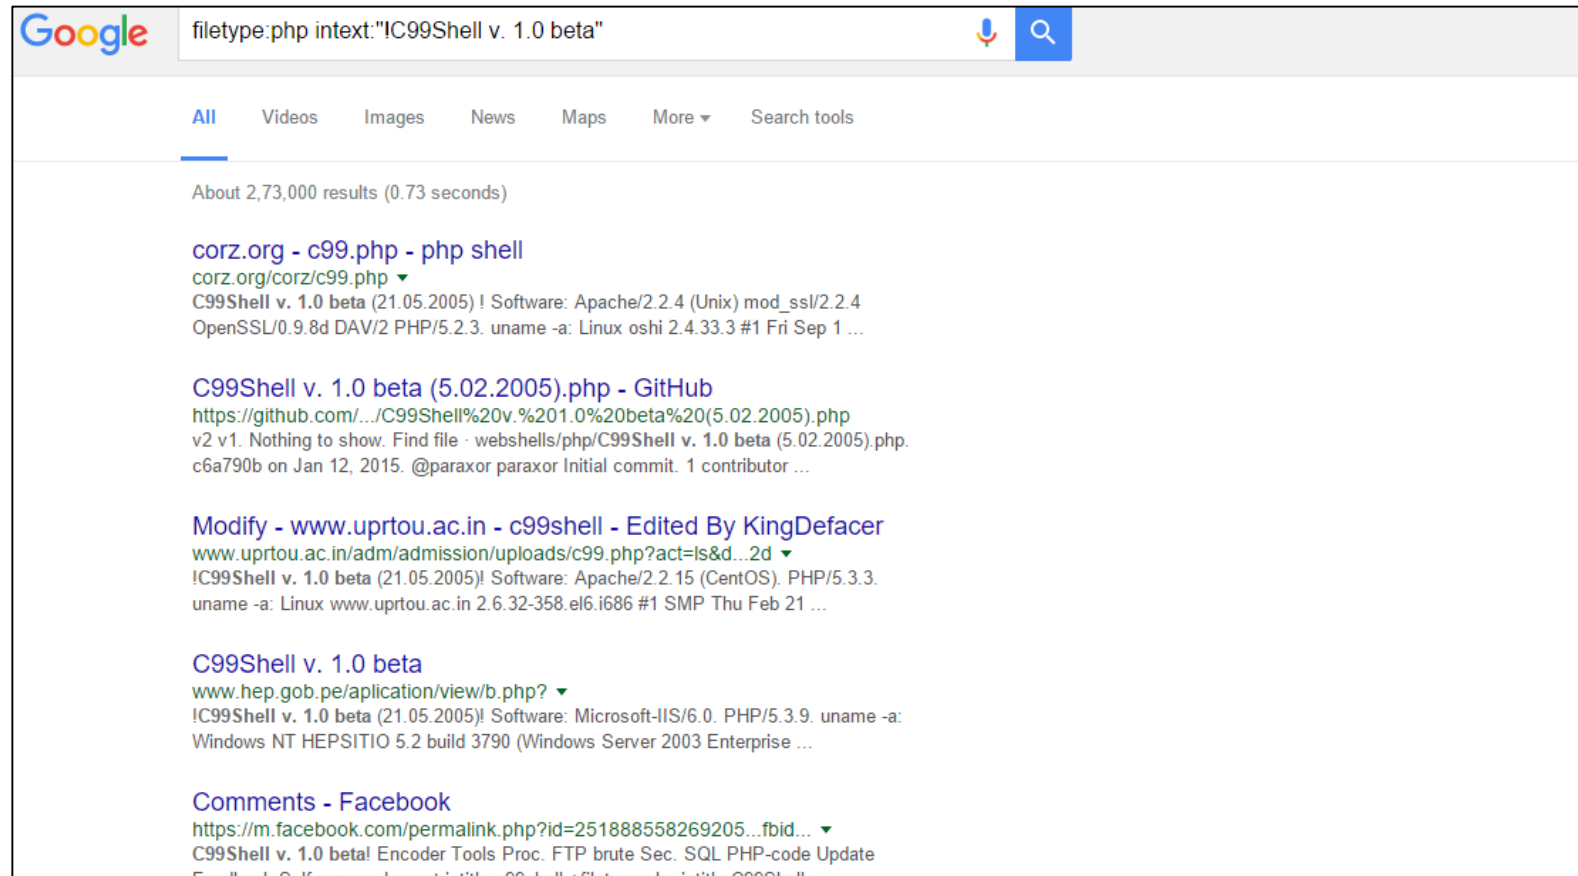 Google
filetype:php intext:"!C99Shell v. 1.0 beta"
All Videos Images News Maps More Search tools
About 2,73,000 results (0.73 seconds)
corz.org - c99.php - php shell
corz.org/corz/c99.php
C99Shell v. 1.0 beta (21.05.2005) ! Software: Apache/2.2.4 (Unix) mod_ssl/2.2.4
OpenSSL/0.9.8d DAV/2 PHP/5.2.3. uname -a: Linux oshi 2.4.33.3 #1 Fri Sep 1 ...
C99Shell v. 1.0 beta (5.02.2005).php - GitHub
https://github.com/.../C99Shell%20v.%201.0%20beta%20(5.02.2005).php
v2 v1. Nothing to show. Find file · webshells/php/C99Shell v. 1.0 beta (5.02.2005).php.
c6a790b on Jan 12, 2015. @paraxor paraxor Initial commit. 1 contributor ...
Modify - www.uprtou.ac.in - c99shell - Edited By KingDefacer
www.uprtou.ac.in/adm/admission/uploads/c99.php?act=ls&d...2d
!C99Shell v. 1.0 beta (21.05.2005)! Software: Apache/2.2.15 (CentOS). PHP/5.3.3.
uname -a: Linux www.uprtou.ac.in 2.6.32-358.el6.i686 #1 SMP Thu Feb 21 ...
C99Shell v. 1.0 beta
www.hep.gob.pe/aplication/view/b.php?
!C99Shell v. 1.0 beta (21.05.2005)! Software: Microsoft-IIS/6.0. PHP/5.3.9. uname -a:
Windows NT HEPSITIO 5.2 build 3790 (Windows Server 2003 Enterprise ...
Comments - Facebook
https://m.facebook.com/permalink.php?id=251888558269205...fbid...
C99Shell v. 1.0 beta! Encoder Tools Proc. FTP brute Sec. SQL PHP-code Update